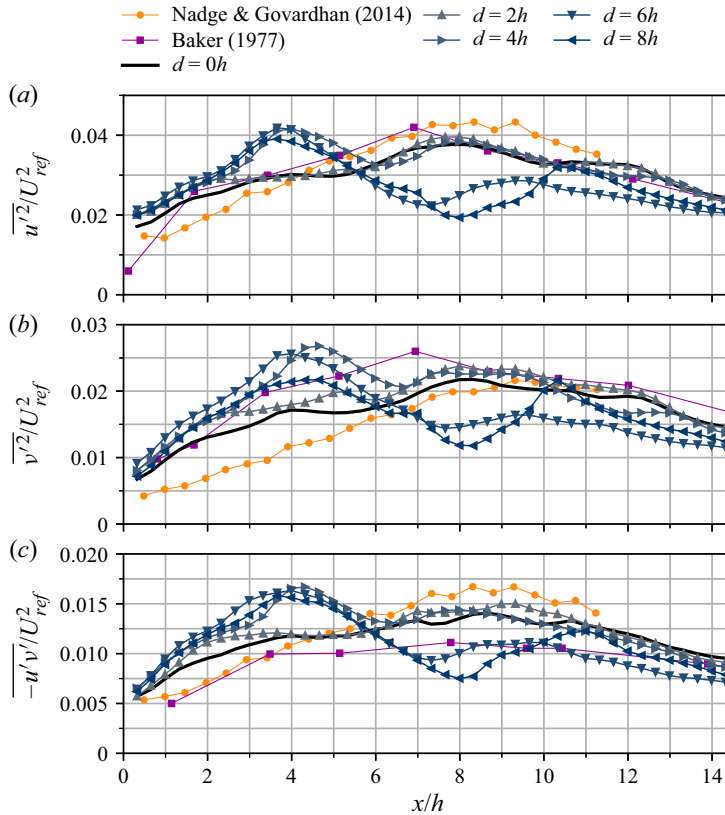 Nadge & Govardhan (2014)
Baker (1977)
d = 0h
d = 2h
d = 4h
d = 6h
d = 8h
(a)
0.04
0.02
0
u′²/U²ref
(b)
0.03
0.02
0.01
0
v′²/U²ref
(c)
0.020
0.015
0.010
0.005
0
−u′v′/U²ref
0 2 4 6 8 10 12 14
x/h